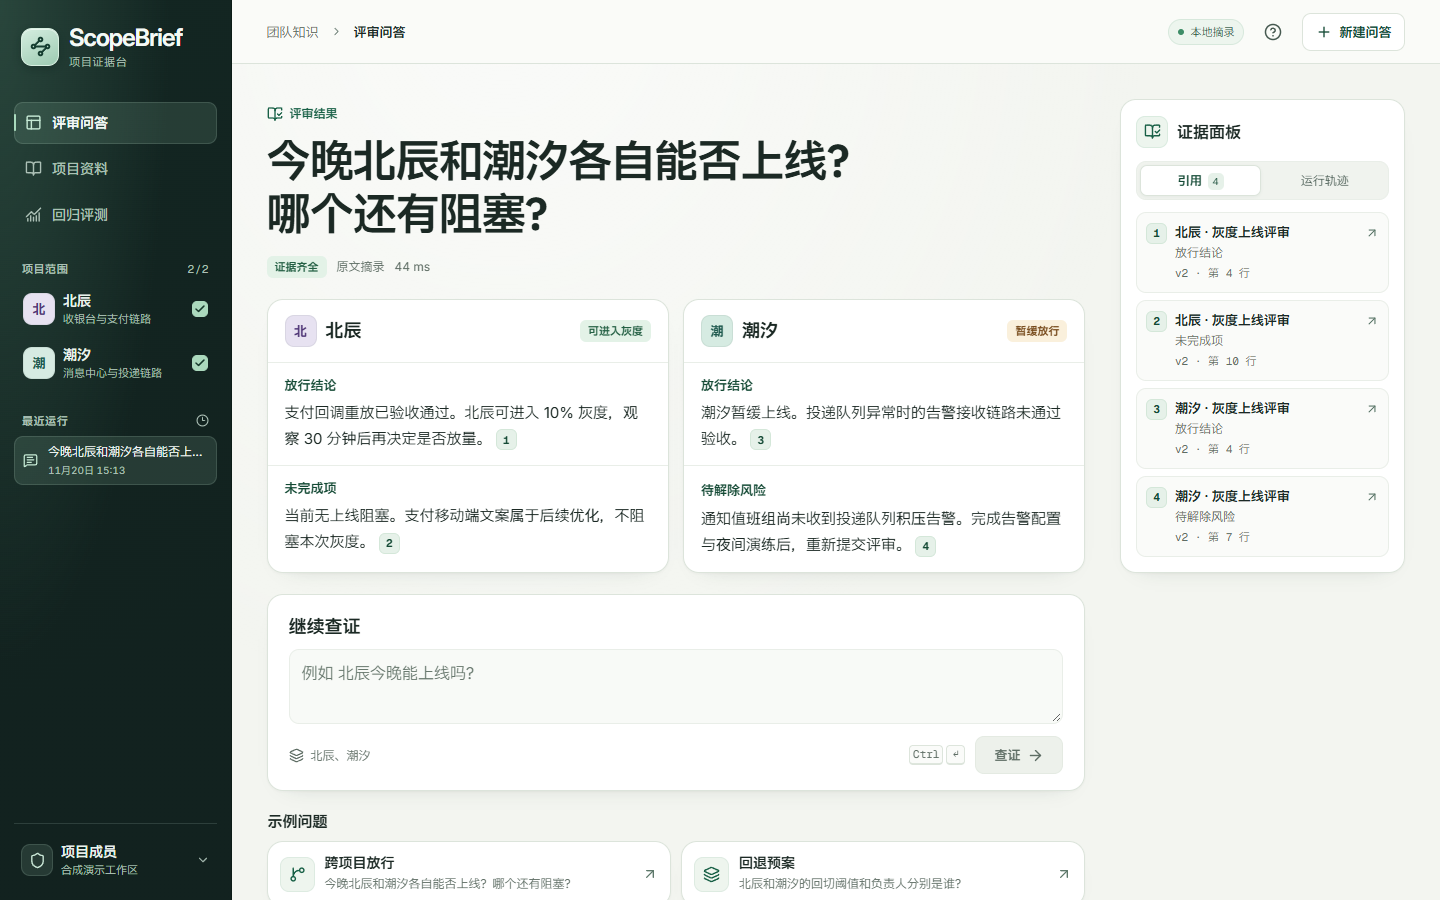 ScopeBrief
项目证据台
评审问答
项目资料
回归评测
项目范围 2/2
北 北辰
收银台与支付链路
潮 潮汐
消息中心与投递链路
最近运行
今晚北辰和潮汐各自能否上...
11月20日 15:13
项目成员
合成演示工作区
团队知识 > 评审问答
本地摘录
新建问答
评审结果
今晚北辰和潮汐各自能否上线?
哪个还有阻塞?
证据齐全 原文摘录 44 ms
北 北辰 可进入灰度
放行结论
支付回调重放已验收通过。北辰可进入 10% 灰度，观
察 30 分钟后再决定是否放量。 1
未完成项
当前无上线阻塞。支付移动端文案属于后续优化，不阻
塞本次灰度。 2
潮 潮汐 暂缓放行
放行结论
潮汐暂缓上线。投递队列异常时的告警接收链路未通过
验收。 3
待解除风险
通知值班组尚未收到投递队列积压告警。完成告警配置
与夜间演练后，重新提交评审。 4
继续查证
例如 北辰今晚能上线吗?
北辰、潮汐
Ctrl ↵ 查证 →
示例问题
跨项目放行
今晚北辰和潮汐各自能否上线? 哪个还有阻塞?
回退预案
北辰和潮汐的回切阈值和负责人分别是谁?
证据面板
引用 4 运行轨迹
1 北辰 · 灰度上线评审
放行结论
v2 · 第 4 行
2 北辰 · 灰度上线评审
未完成项
v2 · 第 10 行
3 潮汐 · 灰度上线评审
放行结论
v2 · 第 4 行
4 潮汐 · 灰度上线评审
待解除风险
v2 · 第 7 行